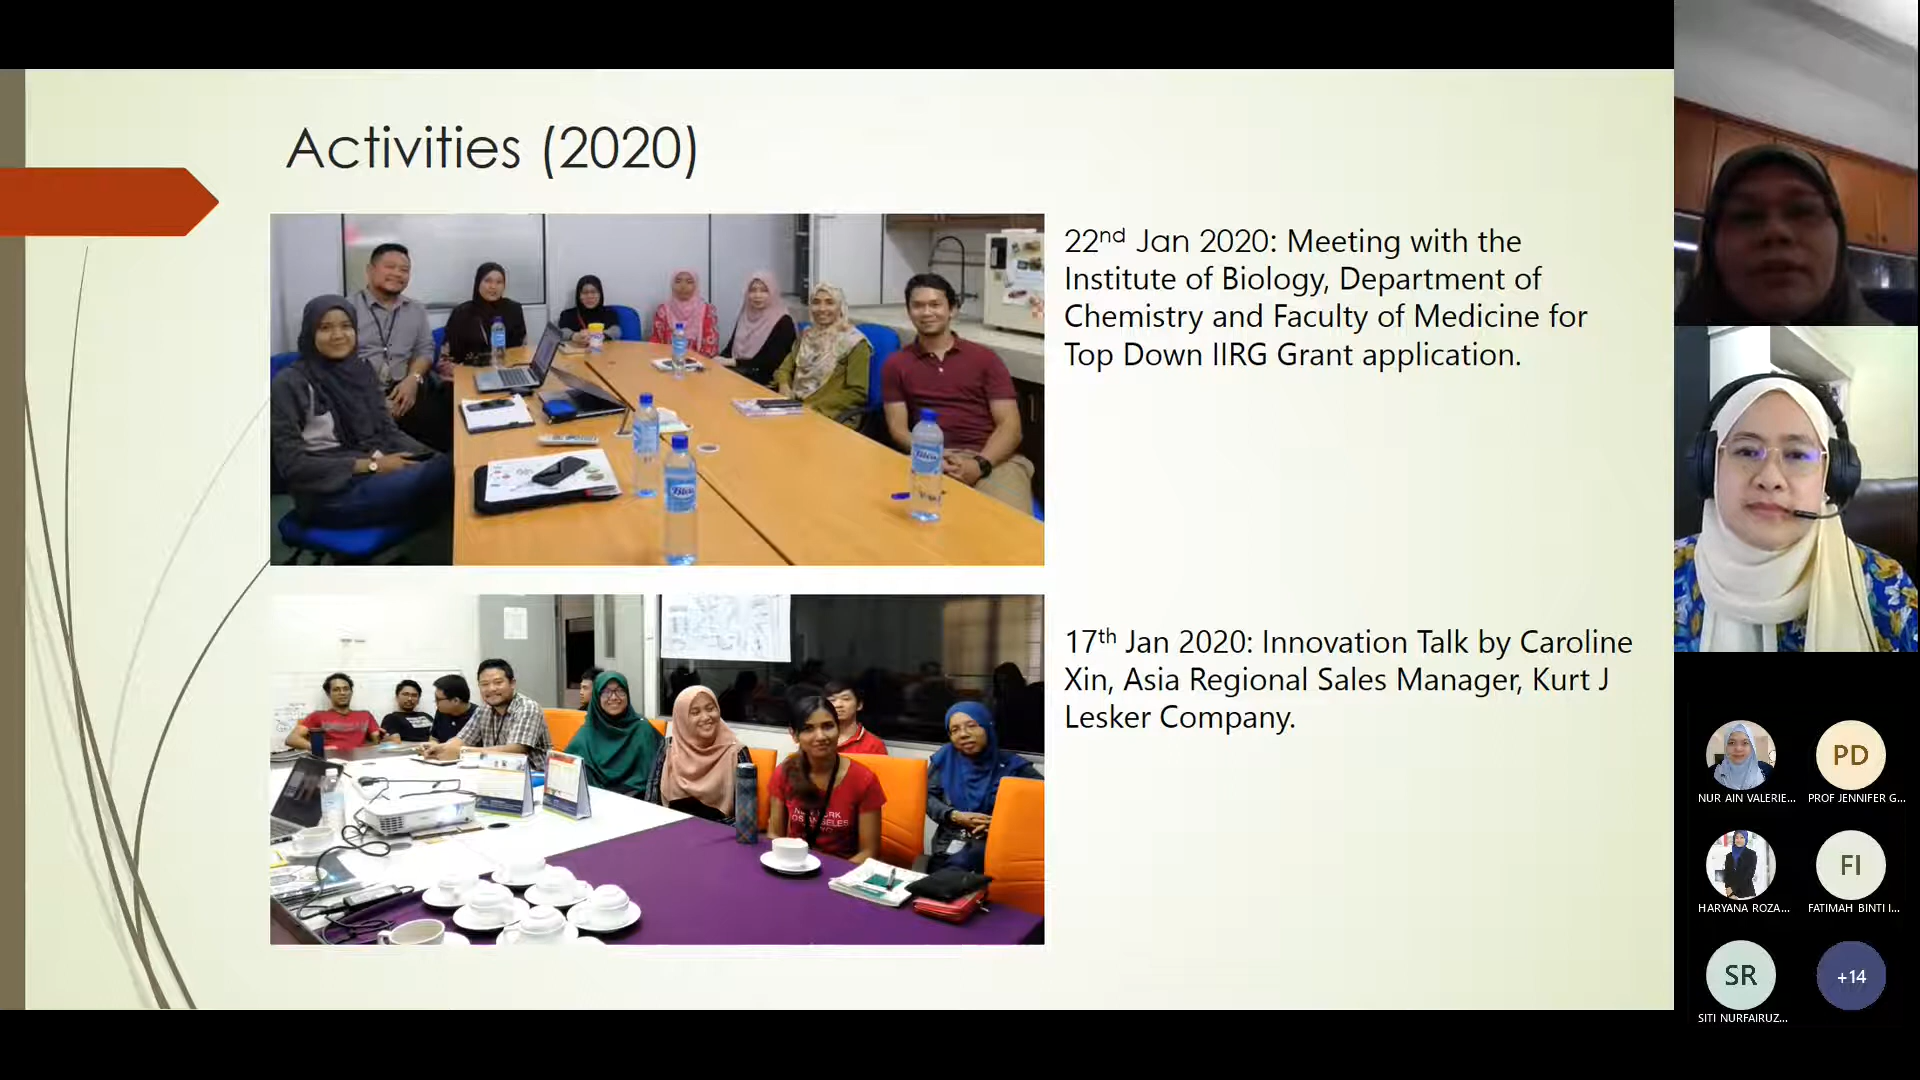 Activities (2020)
22nd Jan 2020: Meeting with the
Institute of Biology, Department of
Chemistry and Faculty of Medicine for
Top Down IIRG Grant application.
17th Jan 2020: Innovation Talk by Caroline
Xin, Asia Regional Sales Manager, Kurt J
Lesker Company.
NUR AIN VALERIE...
PD
PROF JENNIFER G...
HARYANA ROZA...
FI
FATIMAH BINTI I...
SR
SITI NURFAIRUZ...
+14